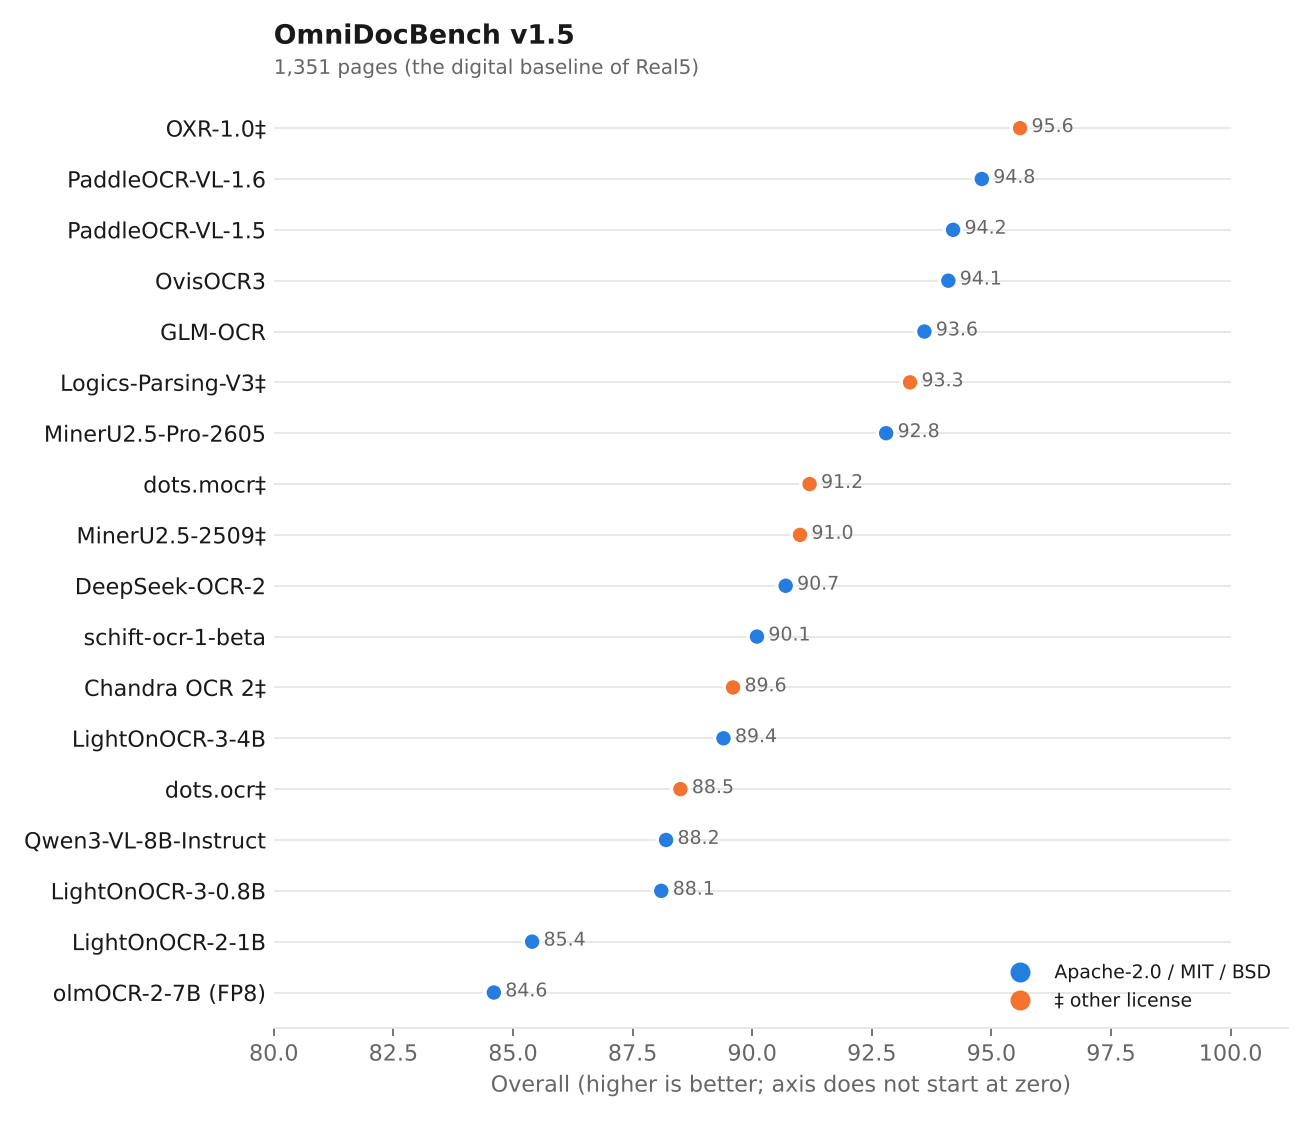 OmniDocBench v1.5
1,351 pages (the digital baseline of Real5)
OXR-1.0‡ 95.6
PaddleOCR-VL-1.6 94.8
PaddleOCR-VL-1.5 94.2
OvisOCR3 94.1
GLM-OCR 93.6
Logics-Parsing-V3‡ 93.3
MinerU2.5-Pro-2605 92.8
dots.mocr‡ 91.2
MinerU2.5-2509‡ 91.0
DeepSeek-OCR-2 90.7
schift-ocr-1-beta 90.1
Chandra OCR 2‡ 89.6
LightOnOCR-3-4B 89.4
dots.ocr‡ 88.5
Qwen3-VL-8B-Instruct 88.2
LightOnOCR-3-0.8B 88.1
LightOnOCR-2-1B 85.4
olmOCR-2-7B (FP8) 84.6
Apache-2.0 / MIT / BSD
‡ other license
80.0 82.5 85.0 87.5 90.0 92.5 95.0 97.5 100.0
Overall (higher is better; axis does not start at zero)